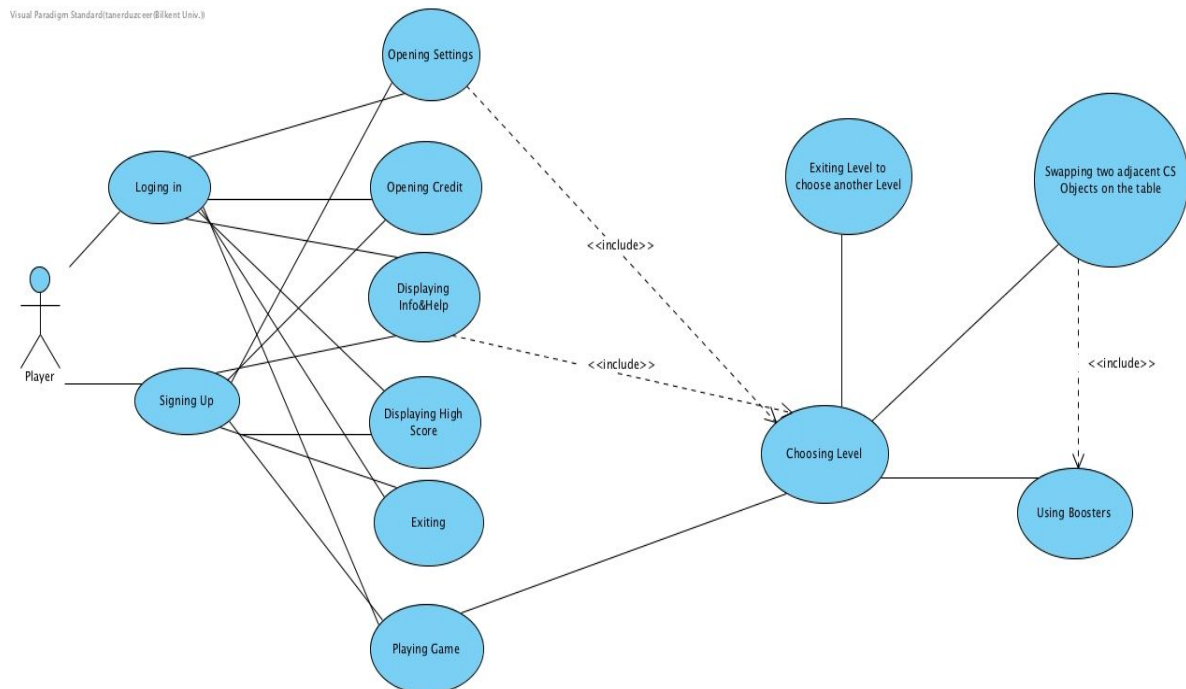 Visual Paradigm Standard(tanerduzceer(Bilkent Univ.))
Opening Settings
Loging in
Opening Credit
Exiting Level to
choose another Level
Swapping two adjacent CS
Objects on the table
<<include>>
Displaying
Info&Help
Player
<<include>>
<<include>>
Signing Up
Displaying High
Score
Choosing Level
Exiting
Using Boosters
Playing Game